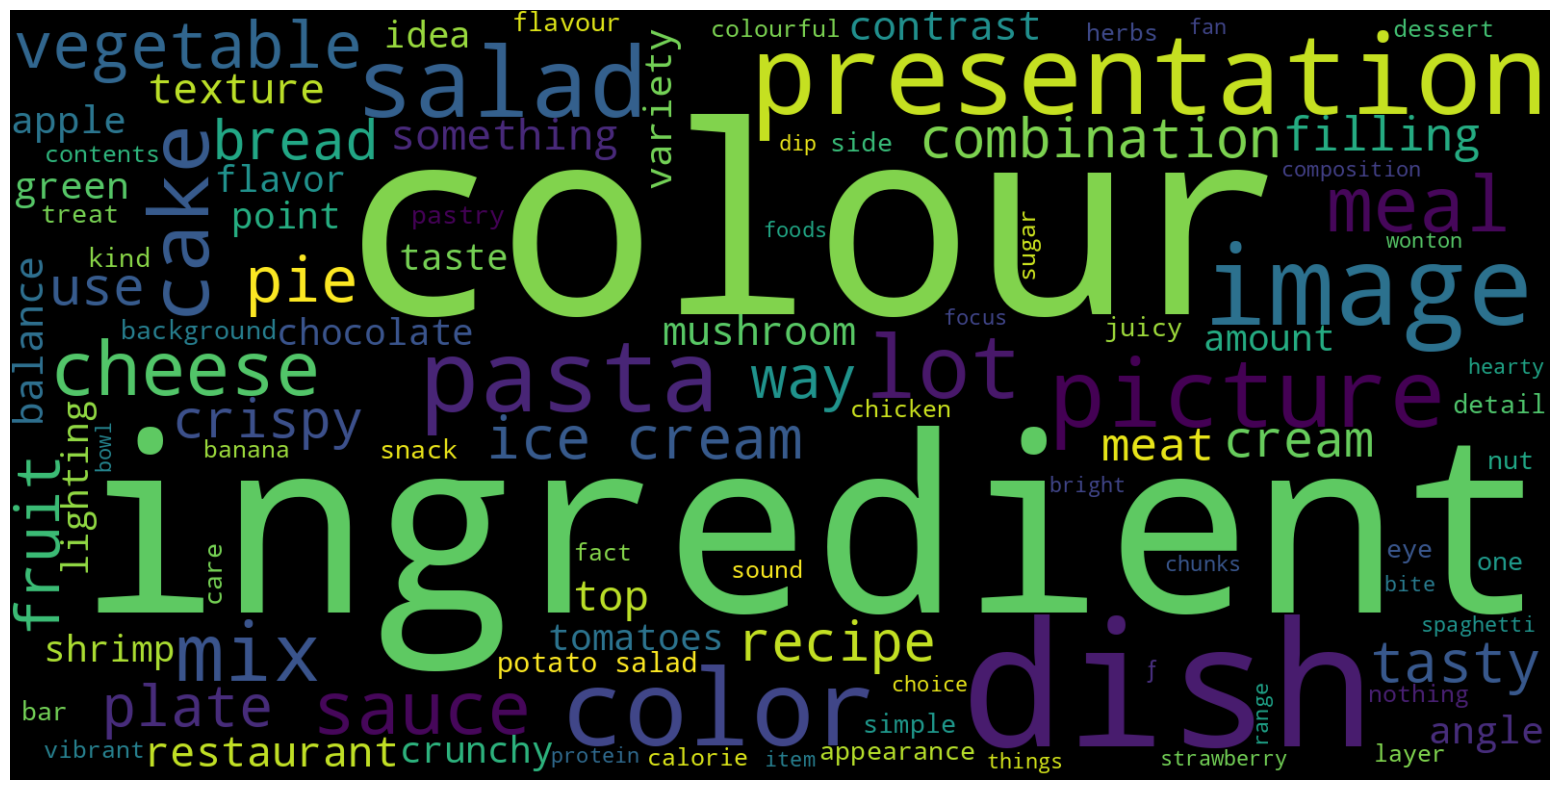 vegetable
idea
flavour
colourful
contrast
herbs
fan
dessert
texture
salad
variety
presentation
apple
cake
bread
something
dip
side
combination
filling
contents
colour
composition
green
flavor
treat
point
pastry
foods
sugar
meal
wonton
kind
taste
balance
use
pie
image
background
chocolate
mushroom
focus
juicy
amount
cheese
pasta
way
lot
picture
hearty
crispy
chicken
detail
lighting
bowl
banana
snack
ice cream
meat
cream
fruit
ingredient
bright
nut
care
fact
sound
chunks
eye
one
top
bite
shrimp
mix
tomatoes
recipe
dish
spaghetti
potato salad
tasty
plate
sauce
color
choice
ƒ
nothing
bar
simple
range
angle
vibrant
restaurant
crunchy
protein
calorie
item
appearance
things
strawberry
layer